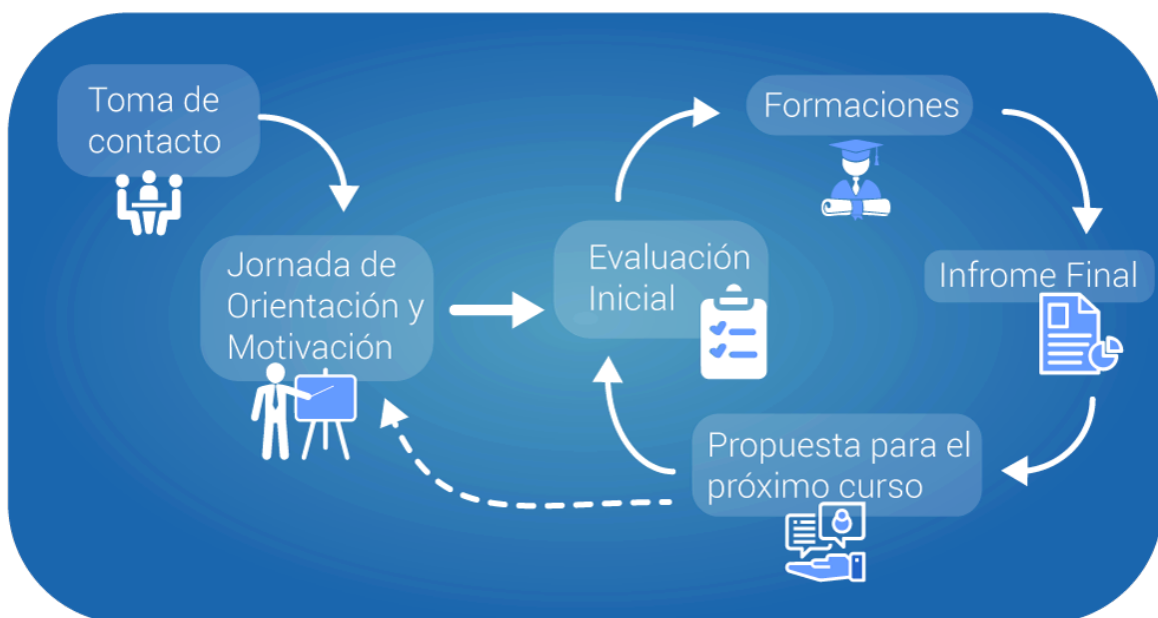 Toma de
contacto
Jornada de
Orientación y
Motivación
Evaluación
Inicial
Formaciones
Infrome Final
Propuesta para el
próximo curso